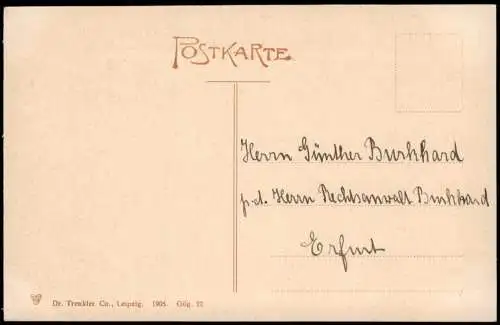 POSTKARTE
Herrn Günther Burkhard
p. A. Herrn Rechtsanwalt Burkhard
Erfurt
Dr. Trenkler Co., Leipzig. 1905. Gög. 22